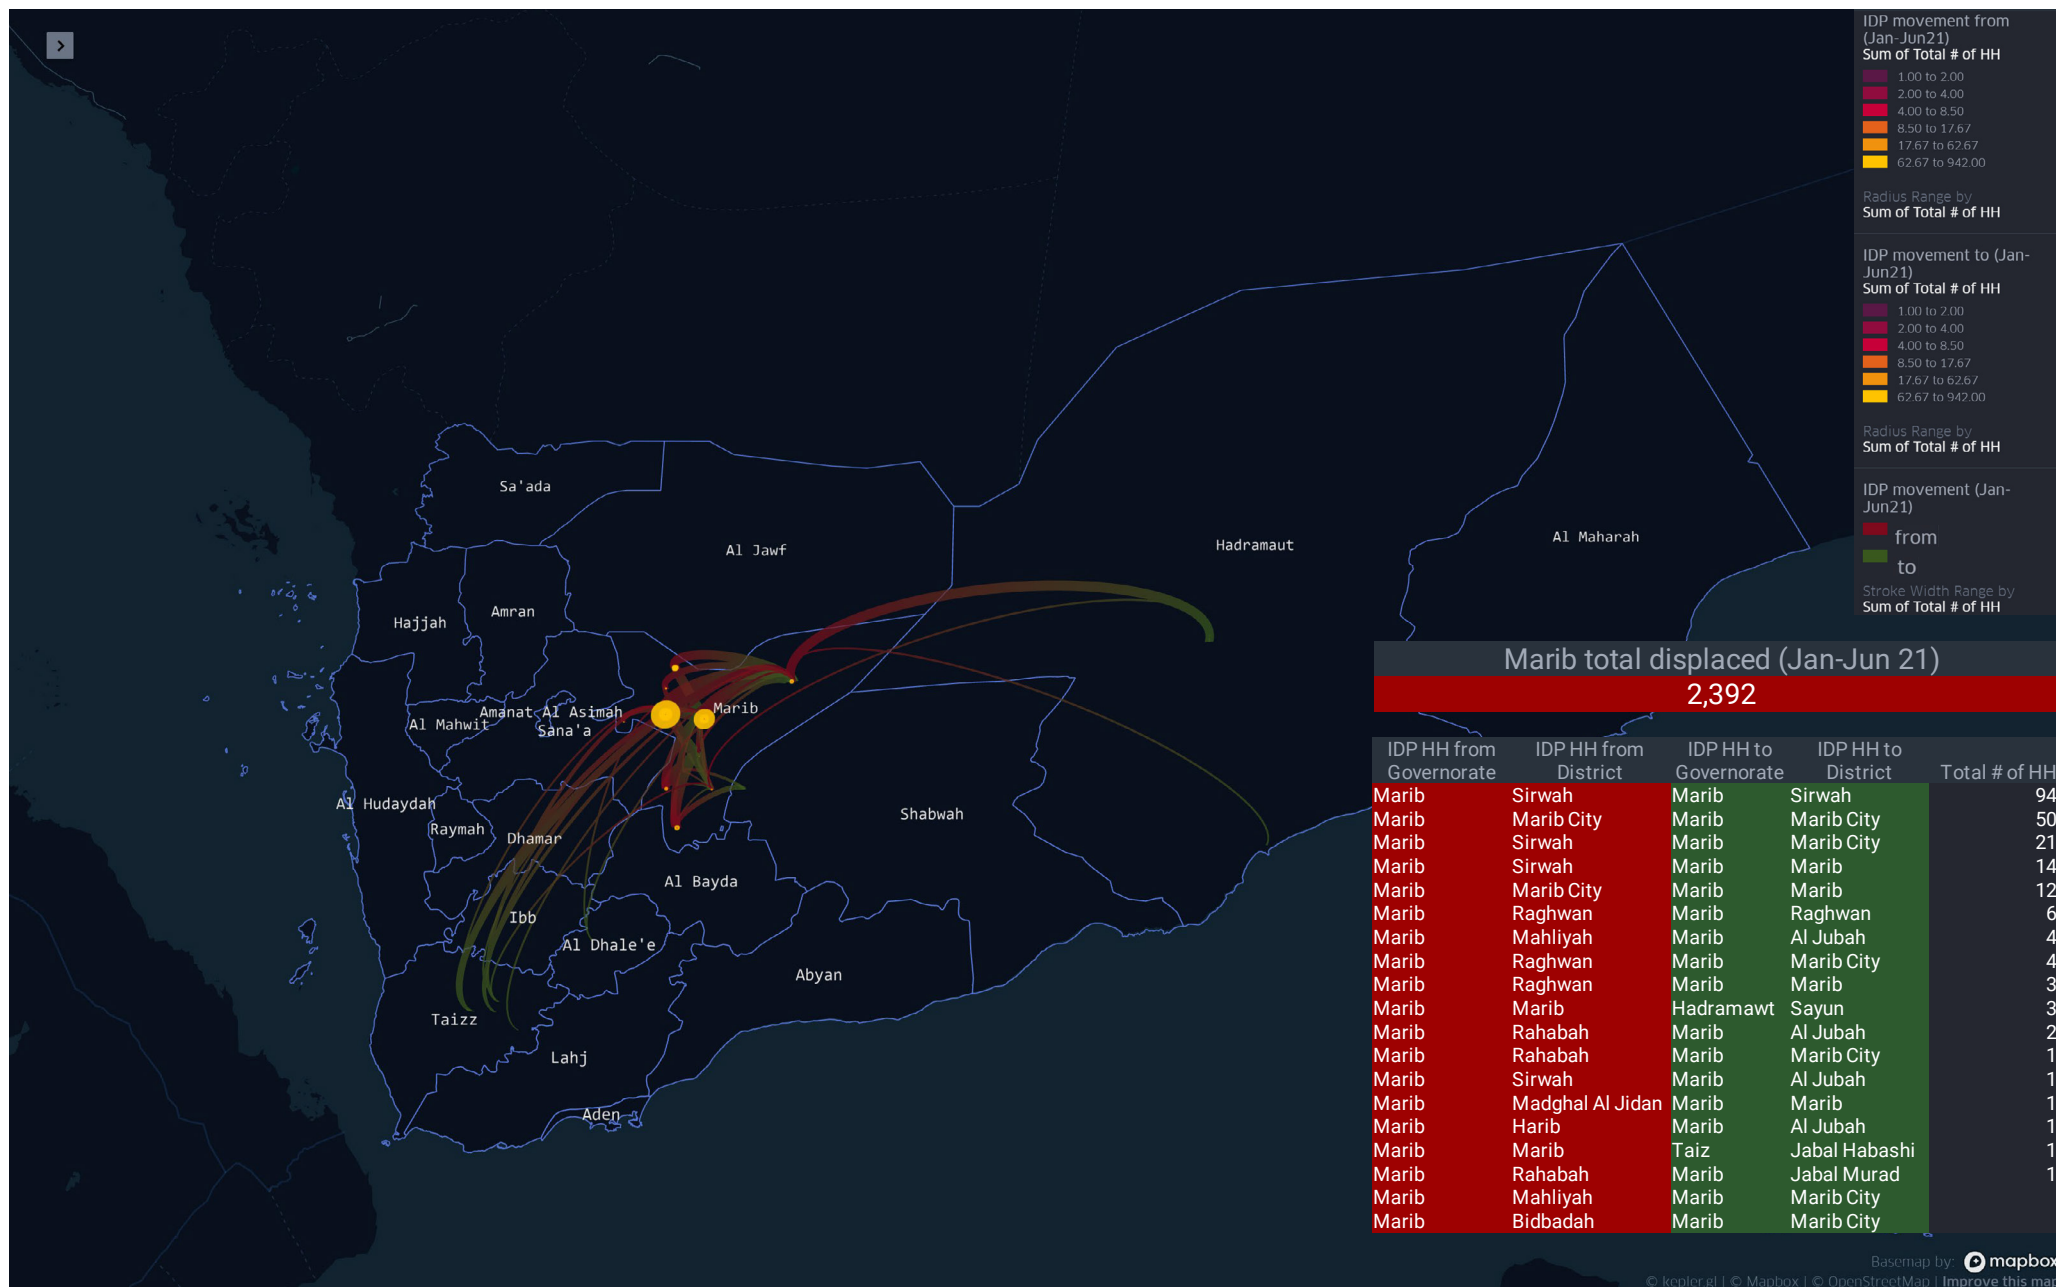 IDP movement from
(Jan-Jun21)
Sum of Total # of HH
1.00 to 2.00
2.00 to 4.00
4.00 to 8.50
8.50 to 17.67
17.67 to 62.67
62.67 to 942.00
Radius Range by
Sum of Total # of HH
IDP movement to (Jan-
Jun21)
Sum of Total # of HH
1.00 to 2.00
2.00 to 4.00
4.00 to 8.50
8.50 to 17.67
17.67 to 62.67
62.67 to 942.00
Radius Range by
Sum of Total # of HH
IDP movement (Jan-
Jun21)
from
to
Stroke Width Range by
Sum of Total # of HH
Sa'ada
Al Jawf
Hadramaut
Al Maharah
Hajjah
Amran
Amanat Al Asimah
Al Mahwit
Sana'a
Marib
Al Hudaydah
Raymah
Dhamar
Shabwah
Al Bayda
Ibb
Al Dhale'e
Abyan
Taizz
Lahj
Aden
Marib total displaced (Jan-Jun 21)
2,392
IDP HH from Governorate IDP HH from District IDP HH to Governorate IDP HH to District Total # of HH
Marib Sirwah Marib Sirwah 94
Marib Marib City Marib Marib City 50
Marib Sirwah Marib Marib City 21
Marib Sirwah Marib Marib 14
Marib Marib City Marib Marib 12
Marib Raghwan Marib Raghwan 6
Marib Mahliyah Marib Al Jubah 4
Marib Raghwan Marib Marib City 4
Marib Raghwan Marib Marib 3
Marib Marib Hadramawt Sayun 3
Marib Rahabah Marib Al Jubah 2
Marib Rahabah Marib Marib City 1
Marib Sirwah Marib Al Jubah 1
Marib Madghal Al Jidan Marib Marib 1
Marib Harib Marib Al Jubah 1
Marib Marib Taiz Jabal Habashi 1
Marib Rahabah Marib Jabal Murad 1
Marib Mahliyah Marib Marib City
Marib Bidbadah Marib Marib City
Basemap by: mapbox
© kepler.gl | © Mapbox | © OpenStreetMap | Improve this map